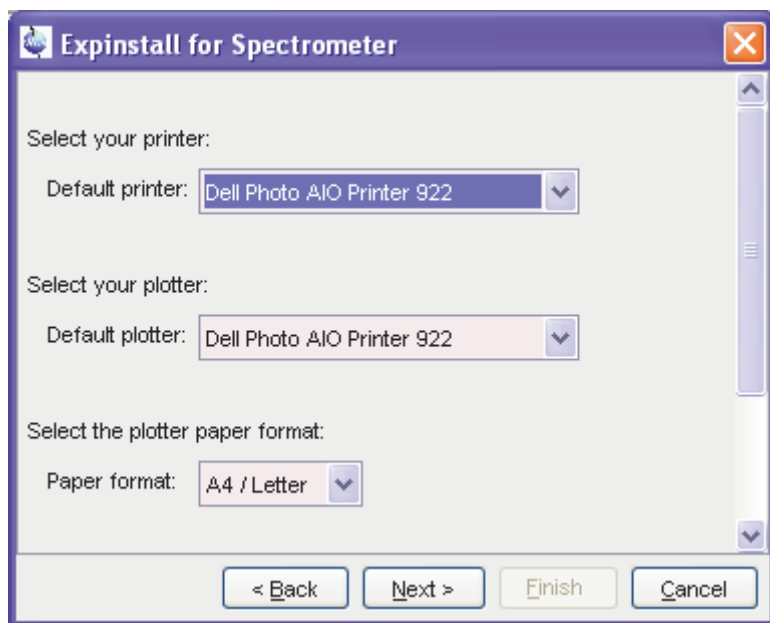 Expinstall for Spectrometer
Select your printer:
Default printer: Dell Photo AIO Printer 922
Select your plotter:
Default plotter: Dell Photo AIO Printer 922
Select the plotter paper format:
Paper format: A4 / Letter
< Back Next > Finish Cancel